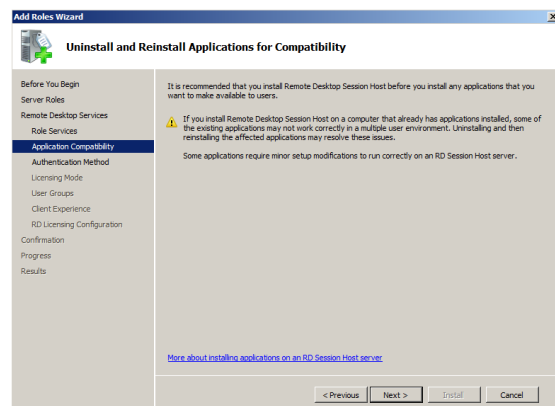 Add Roles Wizard
Uninstall and Reinstall Applications for Compatibility
Before You Begin
Server Roles
Remote Desktop Services
Role Services
Application Compatibility
Authentication Method
Licensing Mode
User Groups
Client Experience
RD Licensing Configuration
Confirmation
Progress
Results
It is recommended that you install Remote Desktop Session Host before you install any applications that you
want to make available to users.
If you install Remote Desktop Session Host on a computer that already has applications installed, some of
the existing applications may not work correctly in a multiple user environment. Uninstalling and then
reinstalling the affected applications may resolve these issues.
Some applications require minor setup modifications to run correctly on an RD Session Host server.
More about installing applications on an RD Session Host server
< Previous
Next >
Install
Cancel